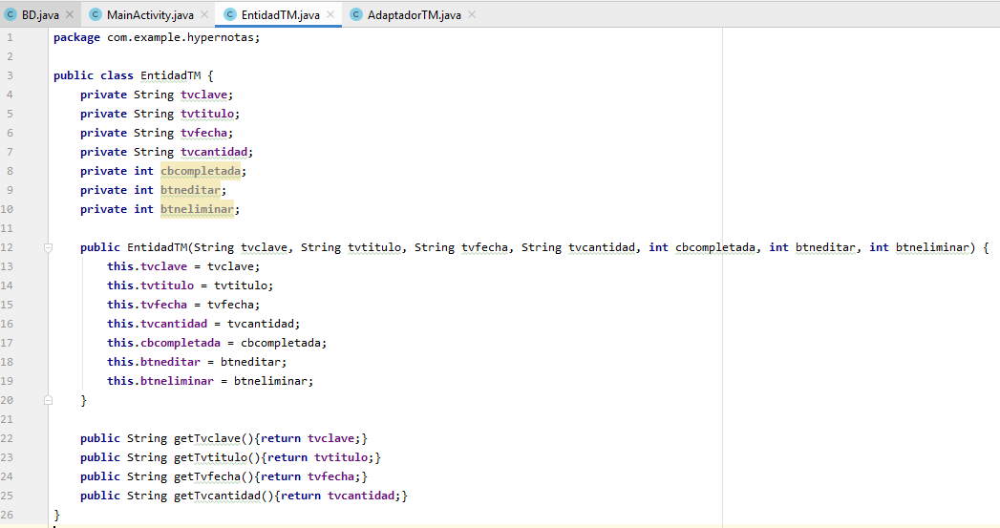 BD.java MainActivity.java EntidadTM.java AdaptadorTM.java
1 package com.example.hypernotas;
2
3 public class EntidadTM {
4 private String tvclave;
5 private String tvtitulo;
6 private String tvfecha;
7 private String tvcantidad;
8 private int cbcompletada;
9 private int btneditar;
10 private int btneliminar;
11
12 public EntidadTM(String tvclave, String tvtitulo, String tvfecha, String tvcantidad, int cbcompletada, int btneditar, int btneliminar) {
13 this.tvclave = tvclave;
14 this.tvtitulo = tvtitulo;
15 this.tvfecha = tvfecha;
16 this.tvcantidad = tvcantidad;
17 this.cbcompletada = cbcompletada;
18 this.btneditar = btneditar;
19 this.btneliminar = btneliminar;
20 }
21
22 public String getTvclave(){return tvclave;}
23 public String getTvtitulo(){return tvtitulo;}
24 public String getTvfecha(){return tvfecha;}
25 public String getTvcantidad(){return tvcantidad;}
26 }